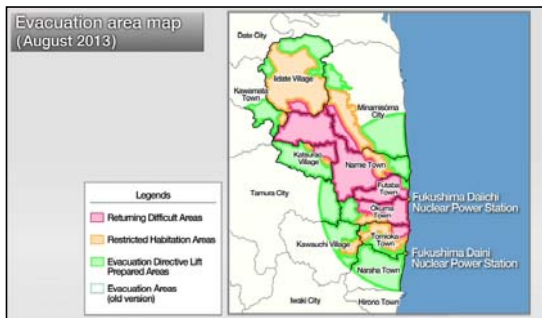 Evacuation area map
(August 2013)
Date City
Iidate Village
Kawamata
Town
Minamisoma
City
Katsurao
Village
Namie Town
Futaba
Town
Tamura City
Okuma
Town
Fukushima Daiichi
Nuclear Power Station
Tomioka
Town
Kawauchi Village
Fukushima Daini
Nuclear Power Station
Naraha Town
Iwaki City
Hirono Town
Legends
Returning Difficult Areas
Restricted Habitation Areas
Evacuation Directive Lift
Prepared Areas
Evacuation Areas
(old version)